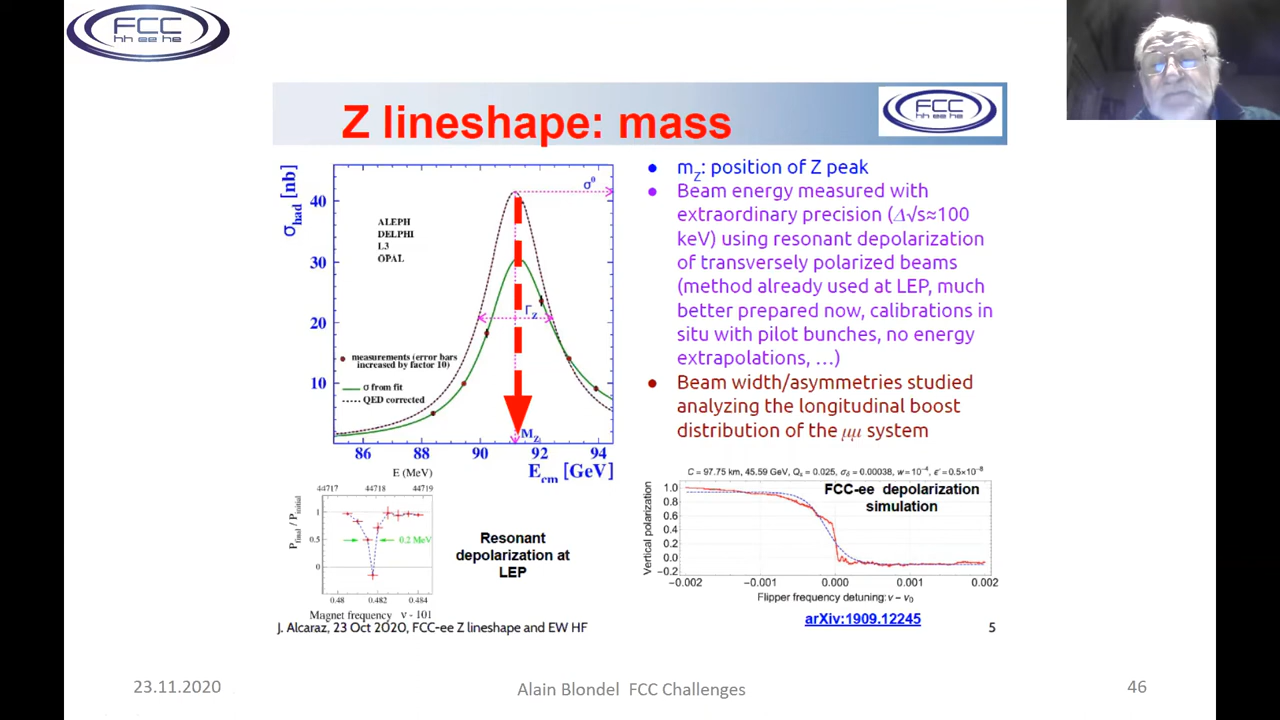 FCC
hh ee he
Z lineshape: mass
FCC
hh ee he
σhad [nb]
40
30
20
10
σ⁰
ALEPH
DELPHI
L3
OPAL
ΓZ
measurements (error bars
increased by factor 10)
σ from fit
QED corrected
MZ
86
88
90
92
94
Ecm [GeV]
• mZ: position of Z peak
• Beam energy measured with
extraordinary precision (Δ√s≈100
keV) using resonant depolarization
of transversely polarized beams
(method already used at LEP, much
better prepared now, calibrations in
situ with pilot bunches, no energy
extrapolations, …)
• Beam width/asymmetries studied
analyzing the longitudinal boost
distribution of the μμ system
E (MeV)
44717 44718 44719
Pfinal / Pinitial
1
0.5
0
0.2 MeV
0.48 0.482 0.484
Magnet frequency ν - 101
Resonant
depolarization at
LEP
C = 97.75 km, 45.59 GeV, Qs = 0.025, σδ = 0.00038, w = 10⁻⁴, ε' = 0.5×10⁻⁸
FCC-ee depolarization
simulation
Vertical polarization
1.0
0.8
0.6
0.4
0.2
0.0
−0.2
−0.002 −0.001 0.000 0.001 0.002
Flipper frequency detuning: ν − ν₀
arXiv:1909.12245
J. Alcaraz, 23 Oct 2020, FCC-ee Z lineshape and EW HF
5
23.11.2020
Alain Blondel FCC Challenges
46